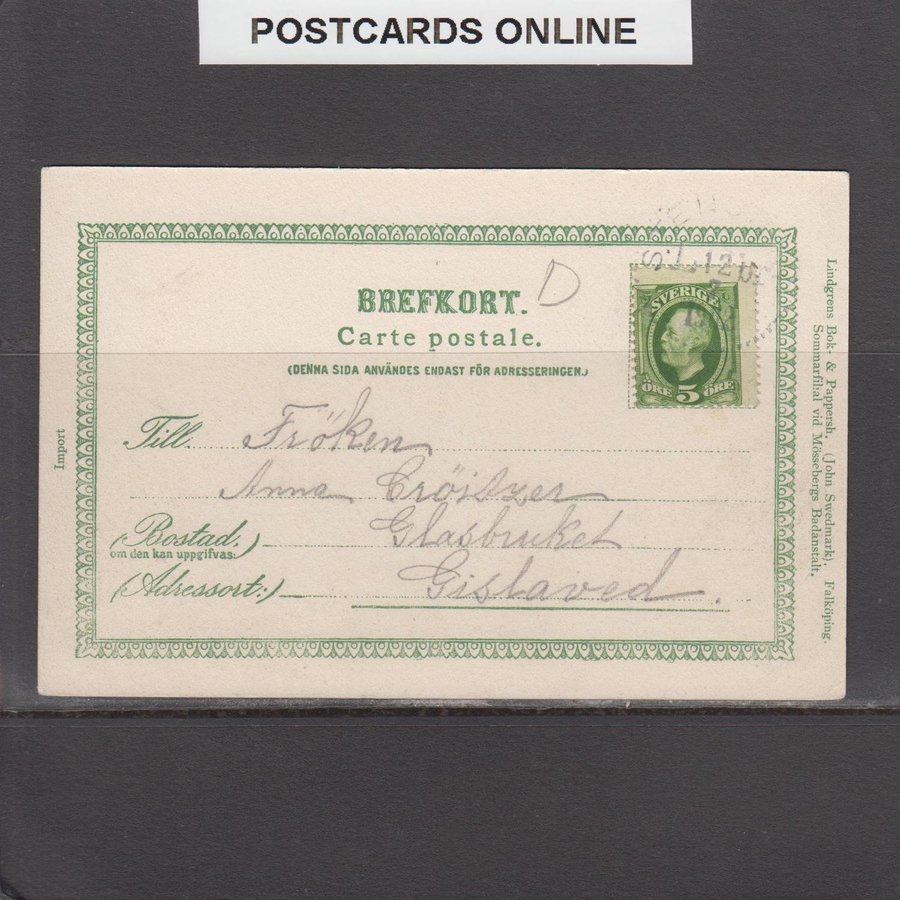 POSTCARDS ONLINE
BREFKORT.
D
Carte postale.
(DENNA SIDA ANVÄNDES ENDAST FÖR ADRESSERINGEN.)
SVERIGE
ÖRE 5 ÖRE
Till Fröken
Anna
(Bostad.) Glasbruket
om den kan uppgifvas:
(Adressort:) Gislaved.
Import
Lindgrens Bok- & Pappersh. (John Swedmark), Falköping.
Sommarfilial vid Mössebergs Badanstalt.